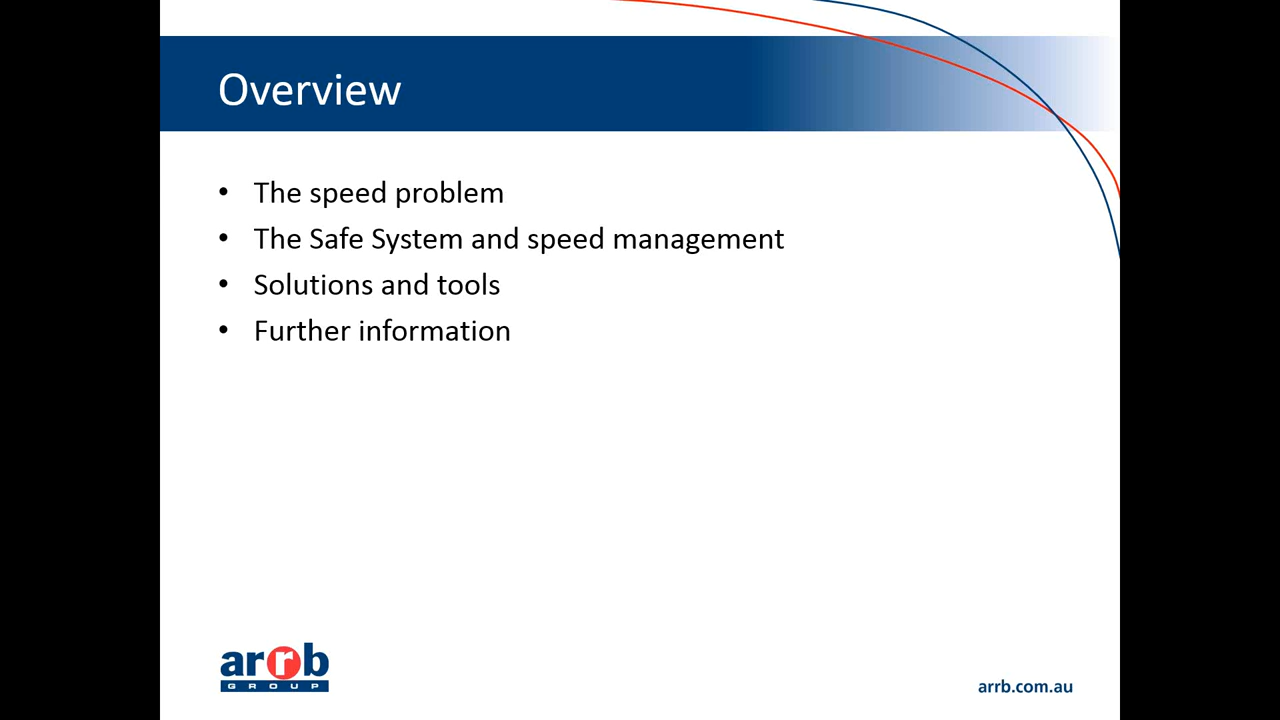 Overview
• The speed problem
• The Safe System and speed management
• Solutions and tools
• Further information
arrb
GROUP
arrb.com.au